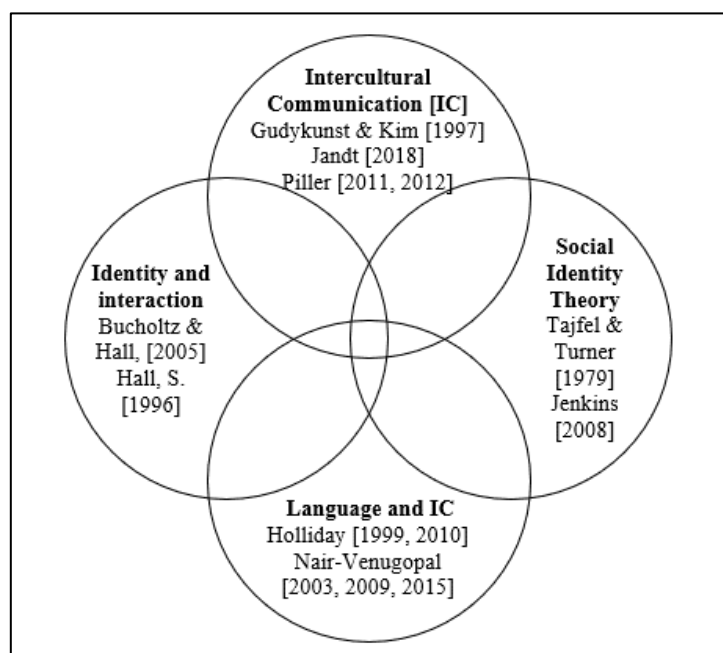 Intercultural
Communication [IC]
Gudykunst & Kim [1997]
Jandt [2018]
Piller [2011, 2012]
Identity and
interaction
Bucholtz &
Hall, [2005]
Hall, S.
[1996]
Social
Identity
Theory
Tajfel &
Turner
[1979]
Jenkins
[2008]
Language and IC
Holliday [1999, 2010]
Nair-Venugopal
[2003, 2009, 2015]